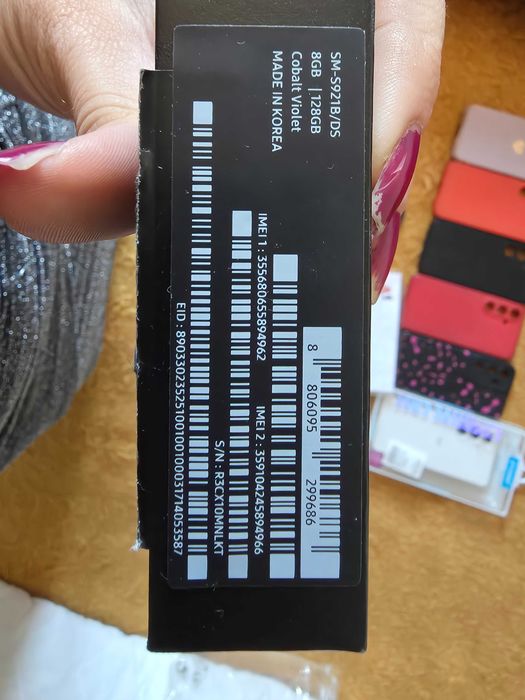 SM-S921B/DS
8GB | 128GB
Cobalt Violet
MADE IN KOREA
8 806095 299686
IMEI 1 : 355680655894962
IMEI 2 : 359104245894966
S/N : R3CX10MNLKT
EID : 89033023525100100100031714053587